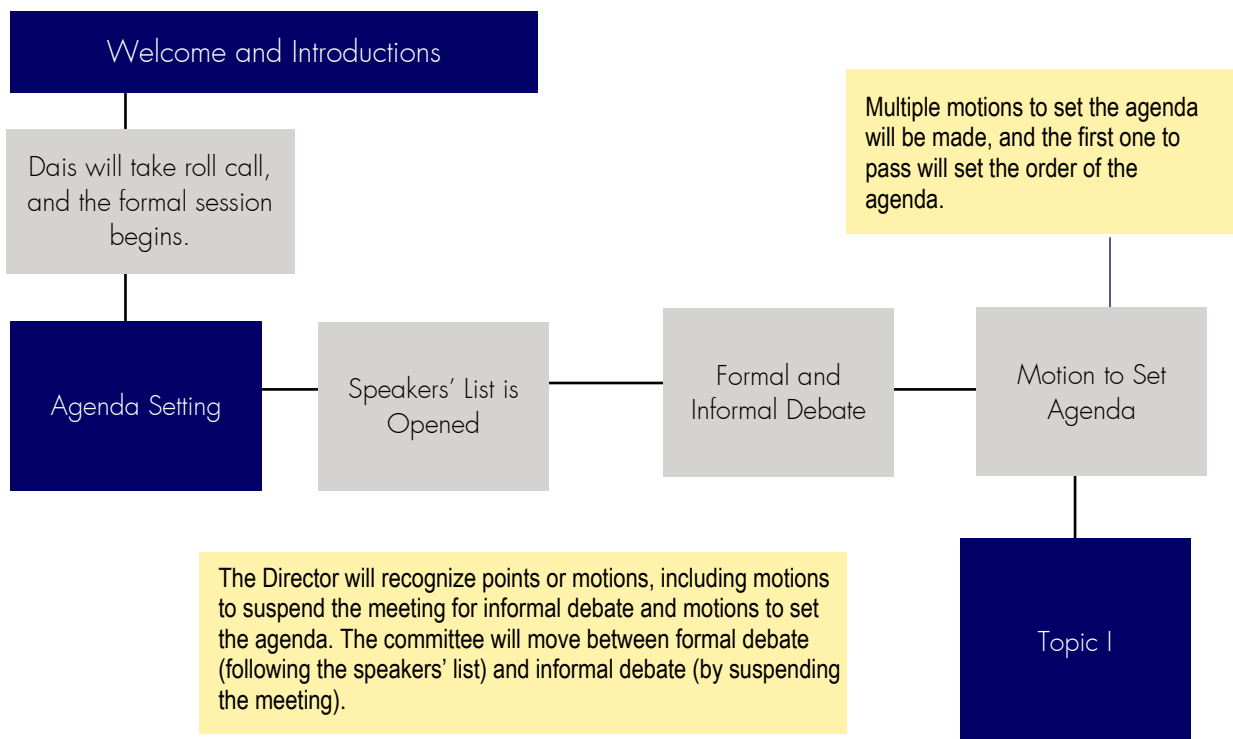 Welcome and Introductions
Dais will take roll call,
and the formal session
begins.
Multiple motions to set the agenda
will be made, and the first one to
pass will set the order of the
agenda.
Agenda Setting
Speakers’ List is
Opened
Formal and
Informal Debate
Motion to Set
Agenda
The Director will recognize points or motions, including motions
to suspend the meeting for informal debate and motions to set
the agenda. The committee will move between formal debate
(following the speakers’ list) and informal debate (by suspending
the meeting).
Topic I